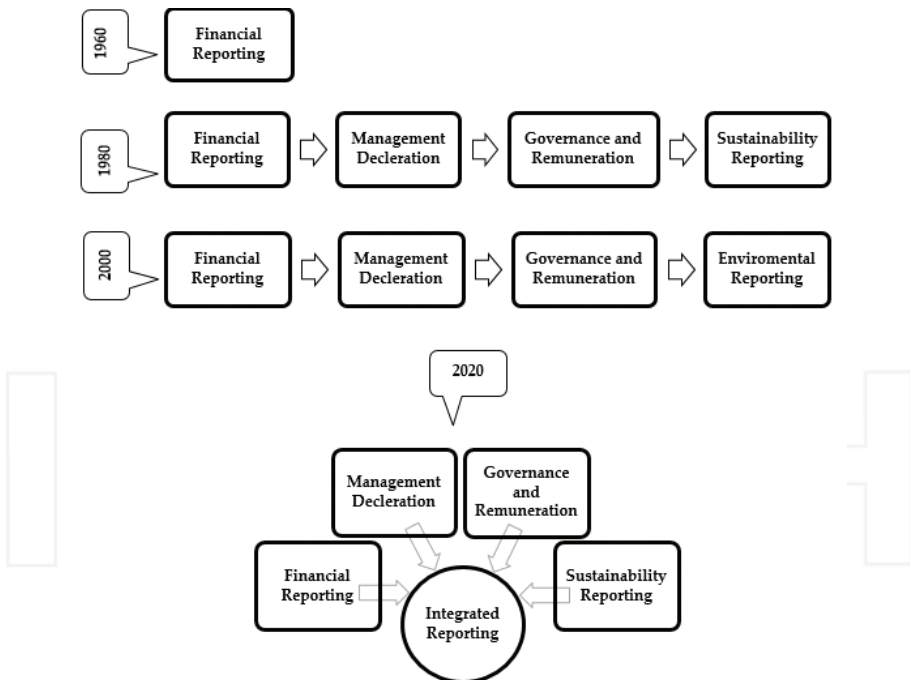 1960
Financial
Reporting
1980
Financial
Reporting
Management
Decleration
Governance and
Remuneration
Sustainability
Reporting
2000
Financial
Reporting
Management
Decleration
Governance and
Remuneration
Enviromental
Reporting
2020
Management
Decleration
Governance
and
Remuneration
Financial
Reporting
Sustainability
Reporting
Integrated
Reporting